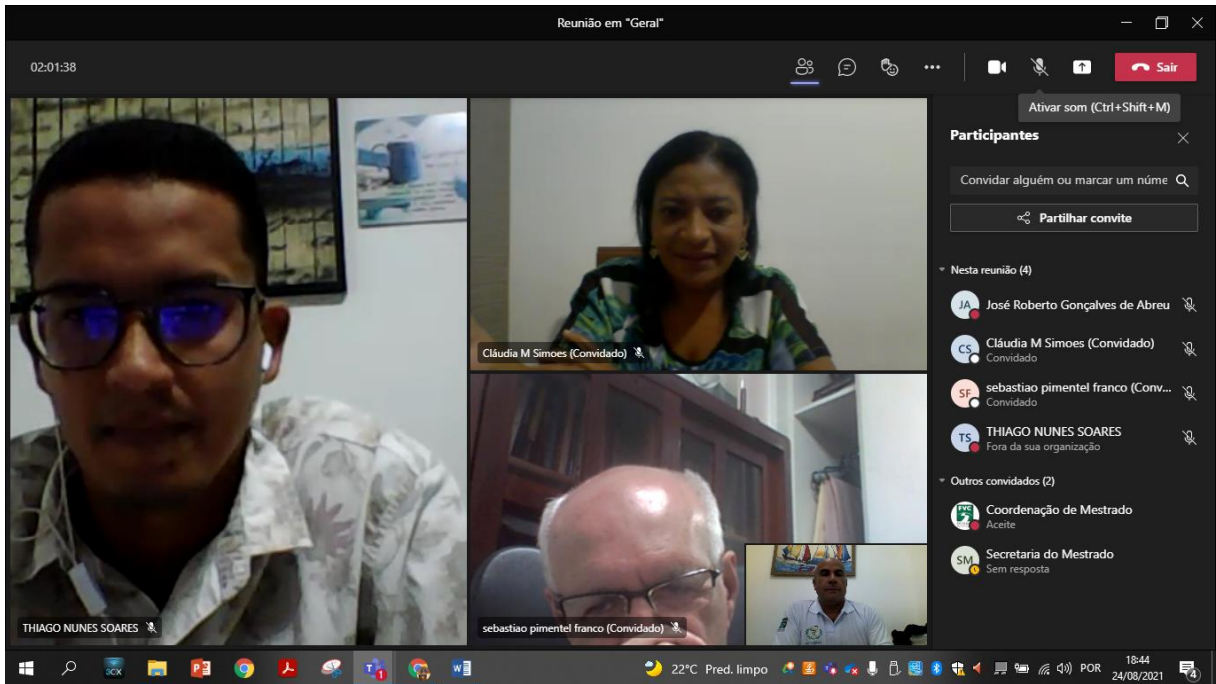 Reunião em "Geral"
02:01:38
Sair
Ativar som (Ctrl+Shift+M)
Participantes
Convidar alguém ou marcar um núme
Partilhar convite
Nesta reunião (4)
JA
José Roberto Gonçalves de Abreu
CS
Cláudia M Simoes (Convidado)
Convidado
SF
sebastiao pimentel franco (Conv...
Convidado
TS
THIAGO NUNES SOARES
Fora da sua organização
Outros convidados (2)
FVC
Coordenação de Mestrado
Aceite
SM
Secretaria do Mestrado
Sem resposta
Cláudia M Simoes (Convidado)
THIAGO NUNES SOARES
sebastiao pimentel franco (Convidado)
22°C Pred. limpo
POR
18:44
24/08/2021
4